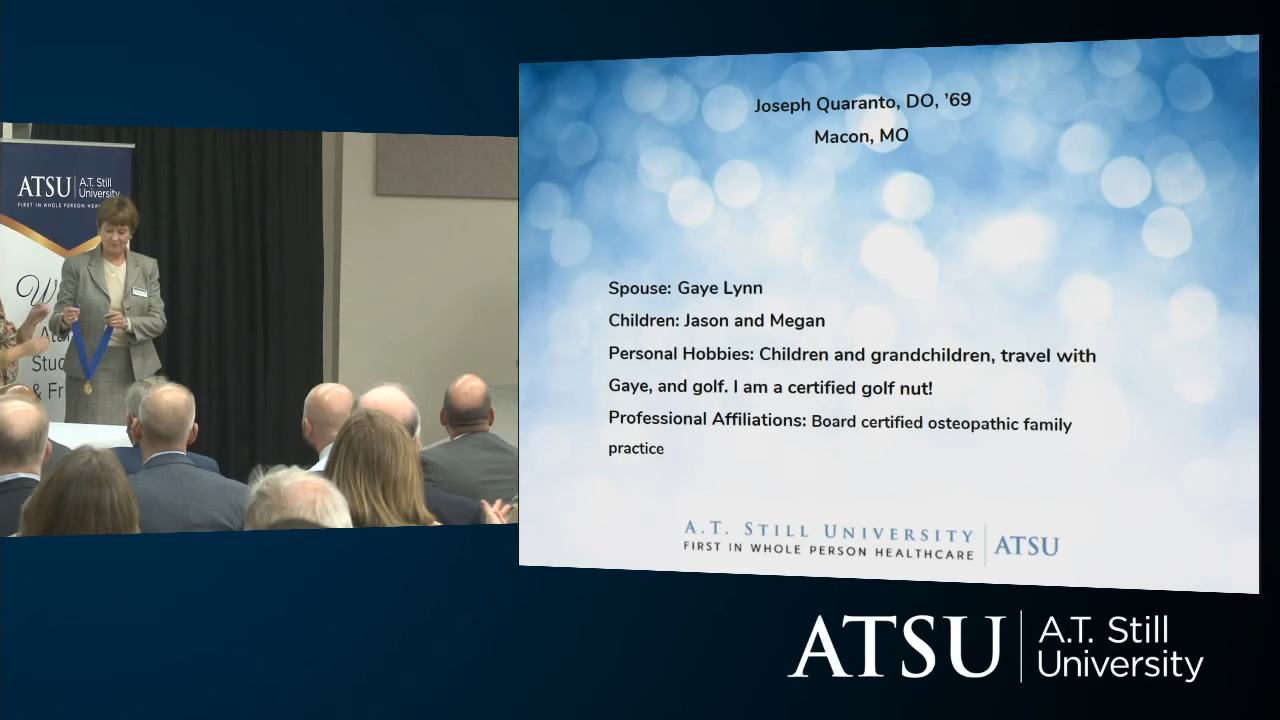 ATSU
A.T. Still
University
FIRST IN WHOLE PERSON
Stud
& Fr
Joseph Quaranto, DO, ’69
Macon, MO
Spouse: Gaye Lynn
Children: Jason and Megan
Personal Hobbies: Children and grandchildren, travel with
Gaye, and golf. I am a certified golf nut!
Professional Affiliations: Board certified osteopathic family
practice
A.T. STILL UNIVERSITY
FIRST IN WHOLE PERSON HEALTHCARE
ATSU
ATSU
A.T. Still
University